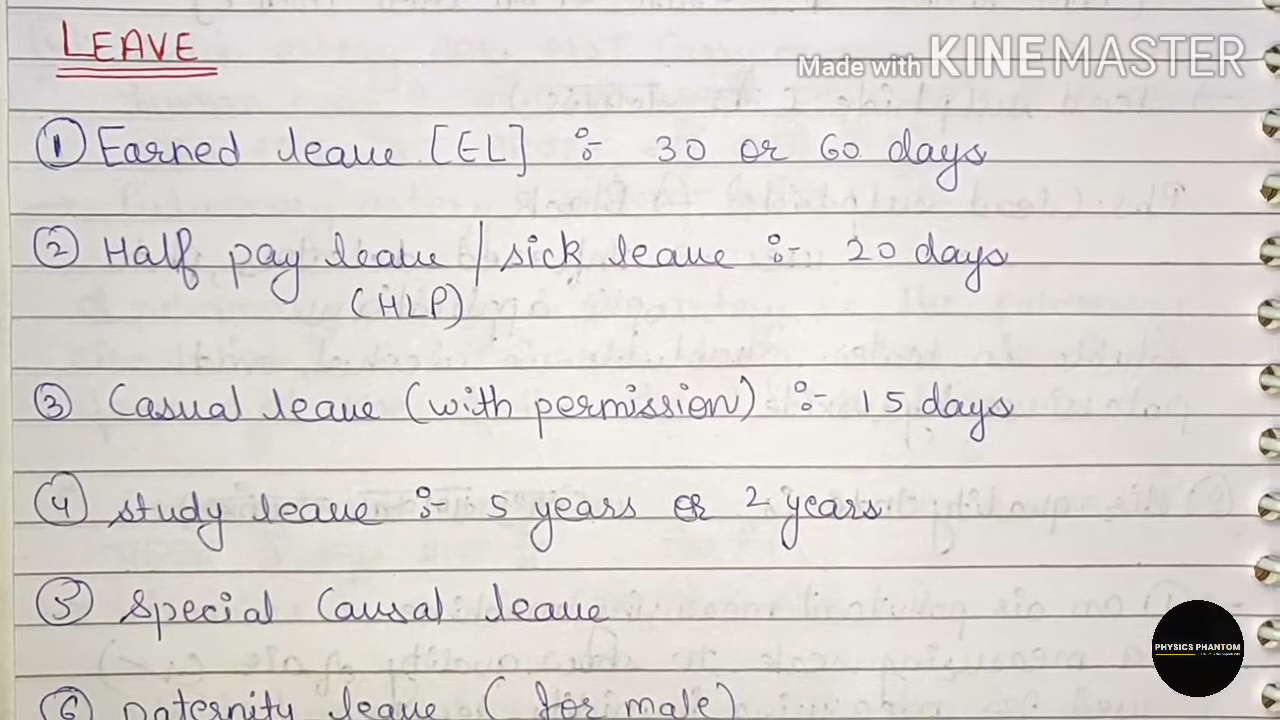 LEAVE
Made with KINEMASTER
① Earned leave [EL] :- 30 or 60 days
② Half pay leave / sick leave :- 20 days
(HLP)
③ Casual leave (with permission) :- 15 days
④ study leave :- 5 years or 2 years
⑤ special Causal leave
⑥ paternity leave ( for male)
PHYSICS PHANTOM